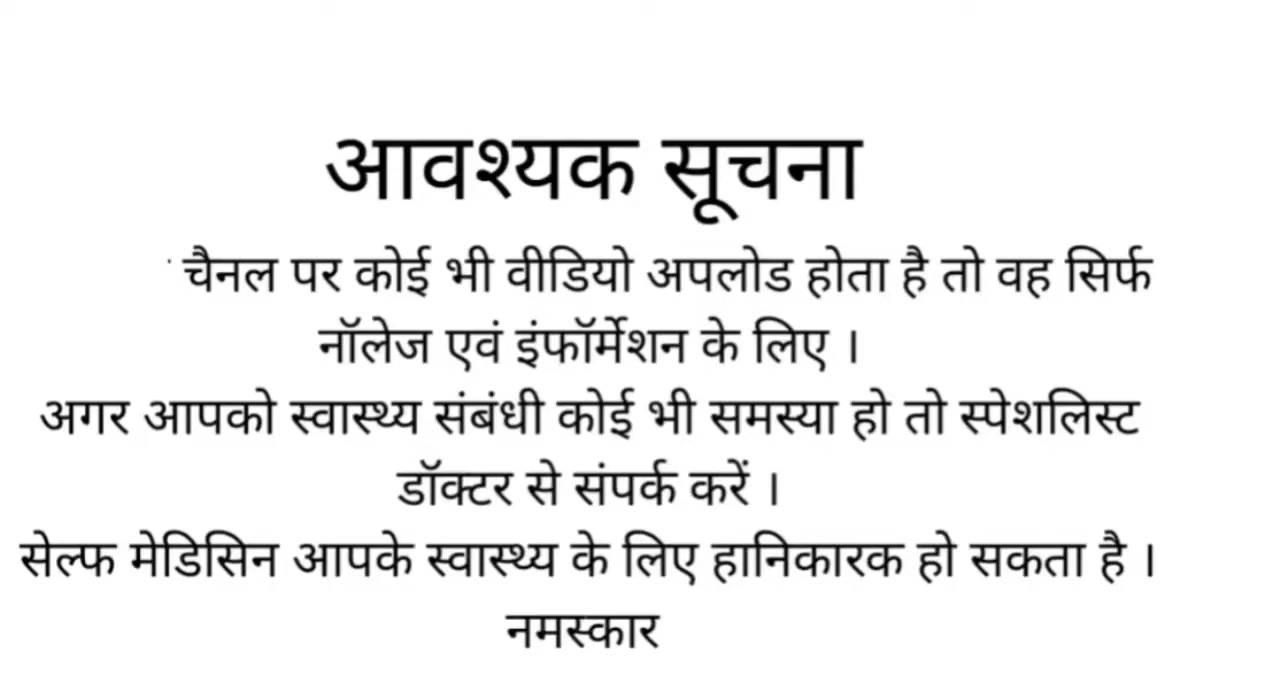 आवश्यक सूचना
चैनल पर कोई भी वीडियो अपलोड होता है तो वह सिर्फ
नॉलेज एवं इंफॉर्मेशन के लिए ।
अगर आपको स्वास्थ्य संबंधी कोई भी समस्या हो तो स्पेशलिस्ट
डॉक्टर से संपर्क करें ।
सेल्फ मेडिसिन आपके स्वास्थ्य के लिए हानिकारक हो सकता है ।
नमस्कार